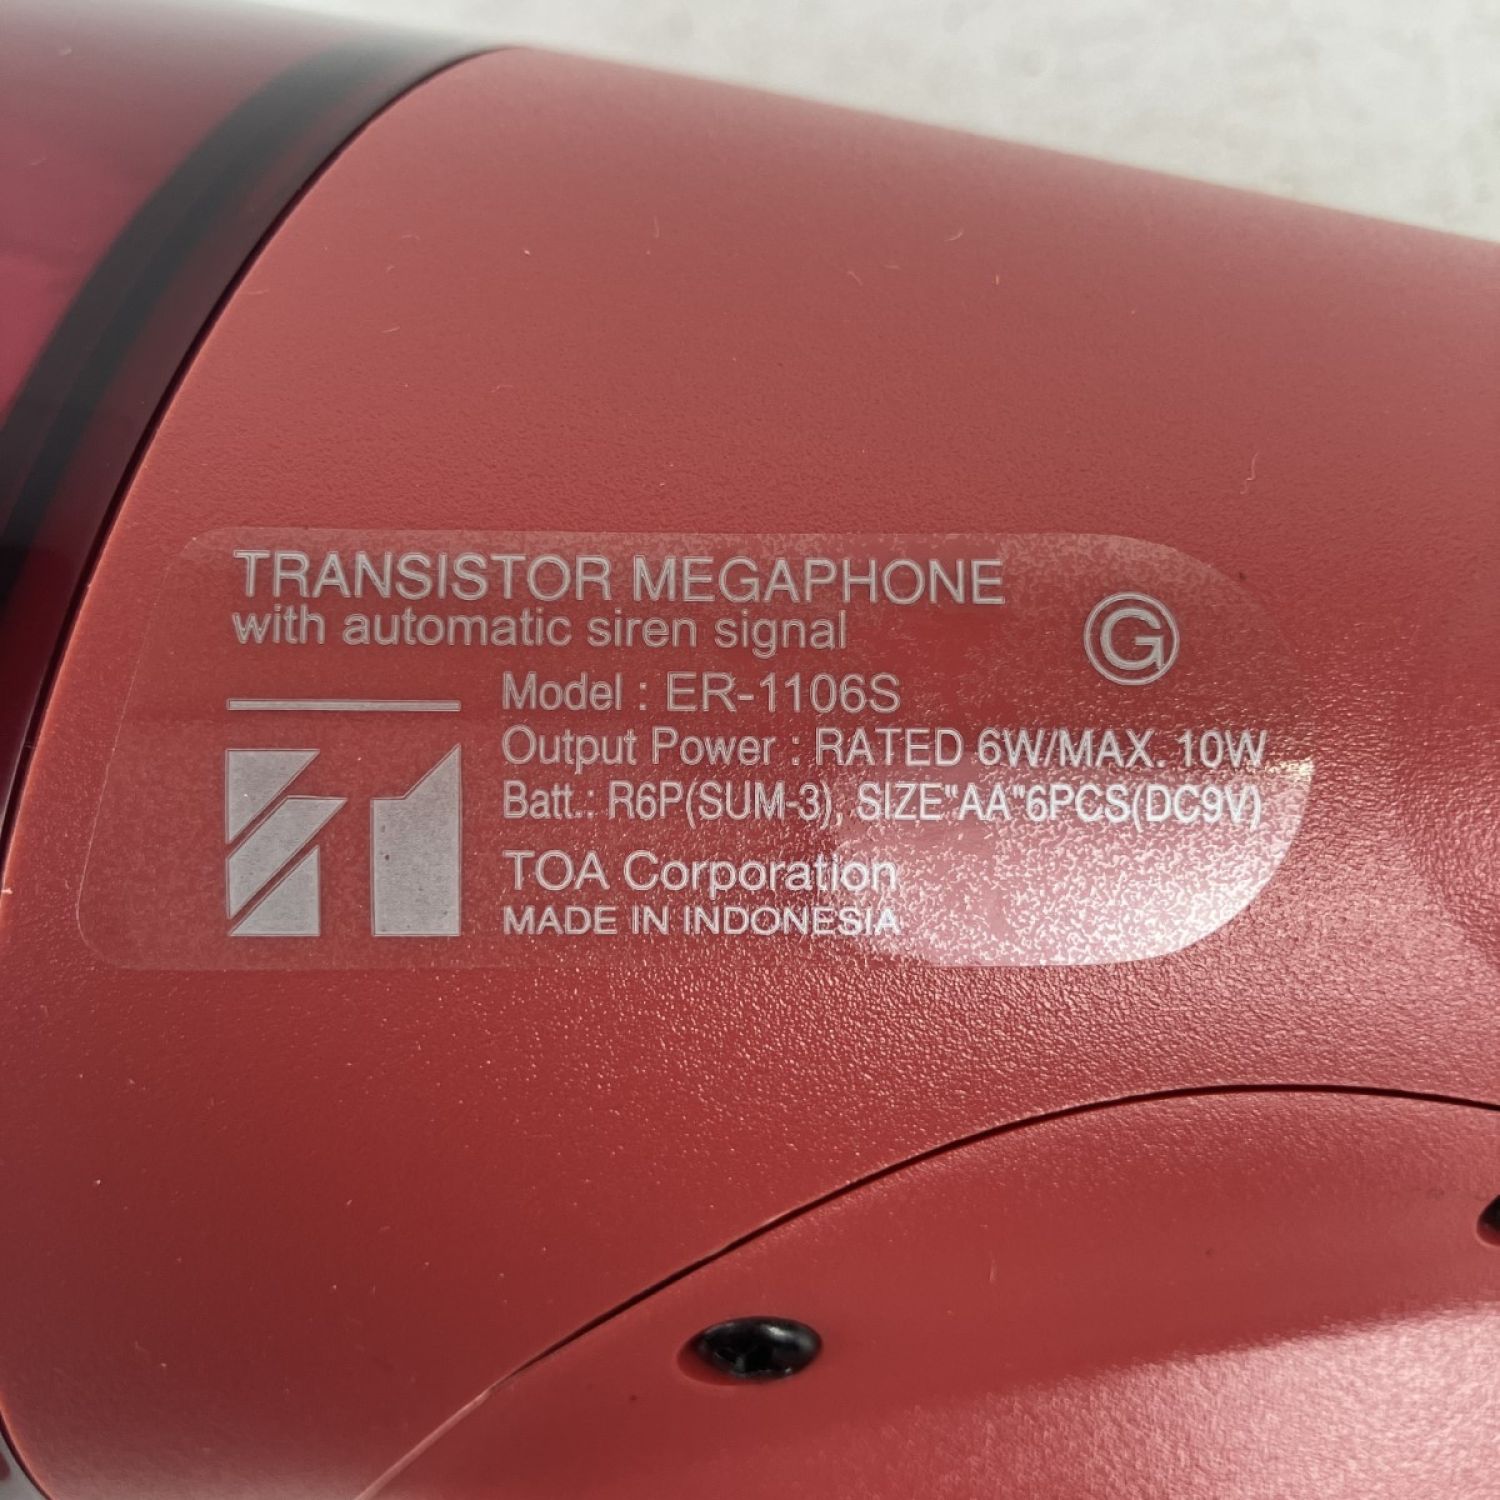 TRANSISTOR MEGAPHONE
with automatic siren signal
G
Model : ER-1106S
Output Power : RATED 6W/MAX. 10W
Batt.: R6P(SUM-3), SIZE"AA"6PCS(DC9V)
TOA Corporation
MADE IN INDONESIA